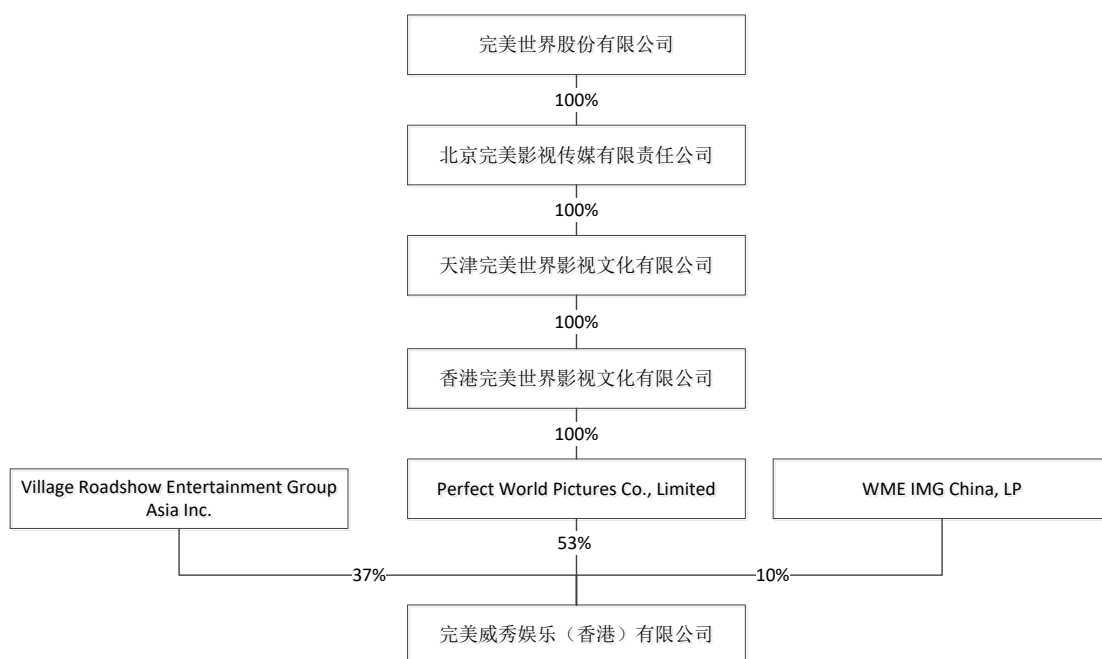 完美世界股份有限公司
100%
北京完美影视传媒有限责任公司
100%
天津完美世界影视文化有限公司
100%
香港完美世界影视文化有限公司
100%
Village Roadshow Entertainment Group
Asia Inc.
Perfect World Pictures Co., Limited
WME IMG China, LP
53%
37%
10%
完美威秀娱乐（香港）有限公司